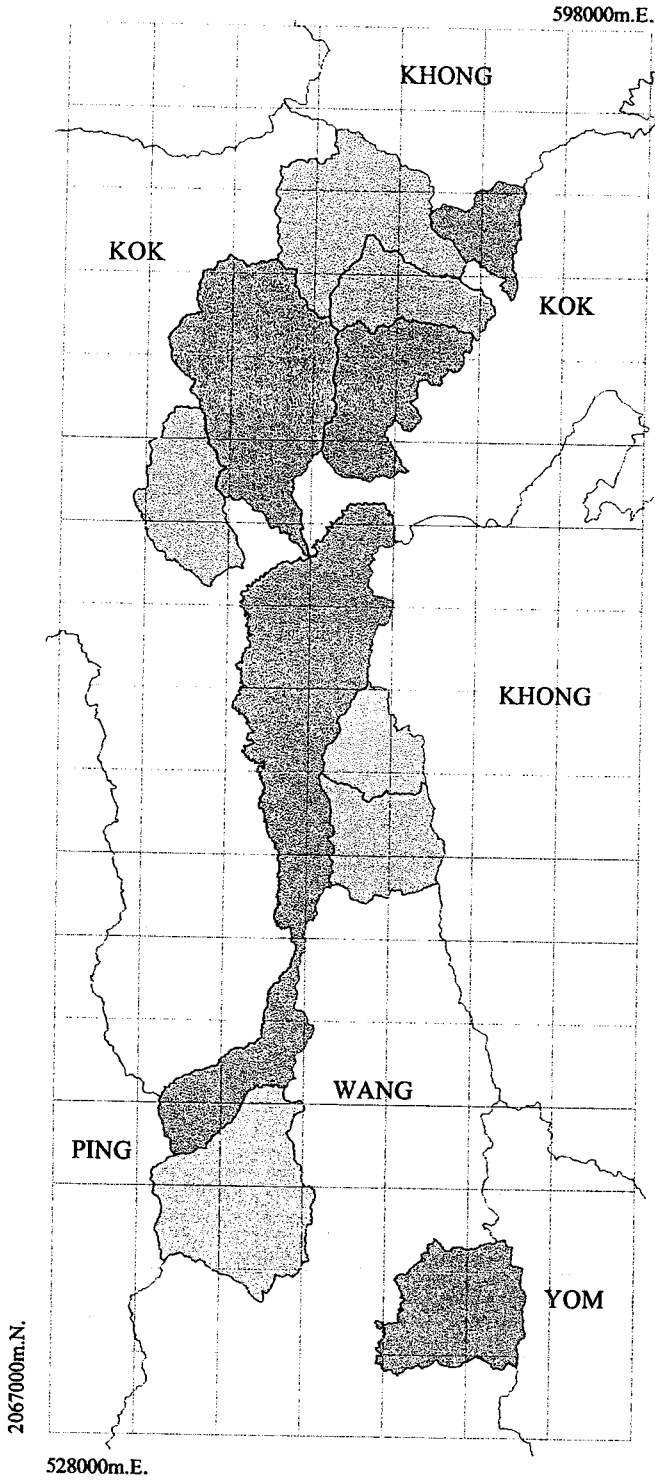 598000m.E.
KHONG
KOK
KOK
KHONG
WANG
PING
YOM
2067000m.N.
528000m.E.